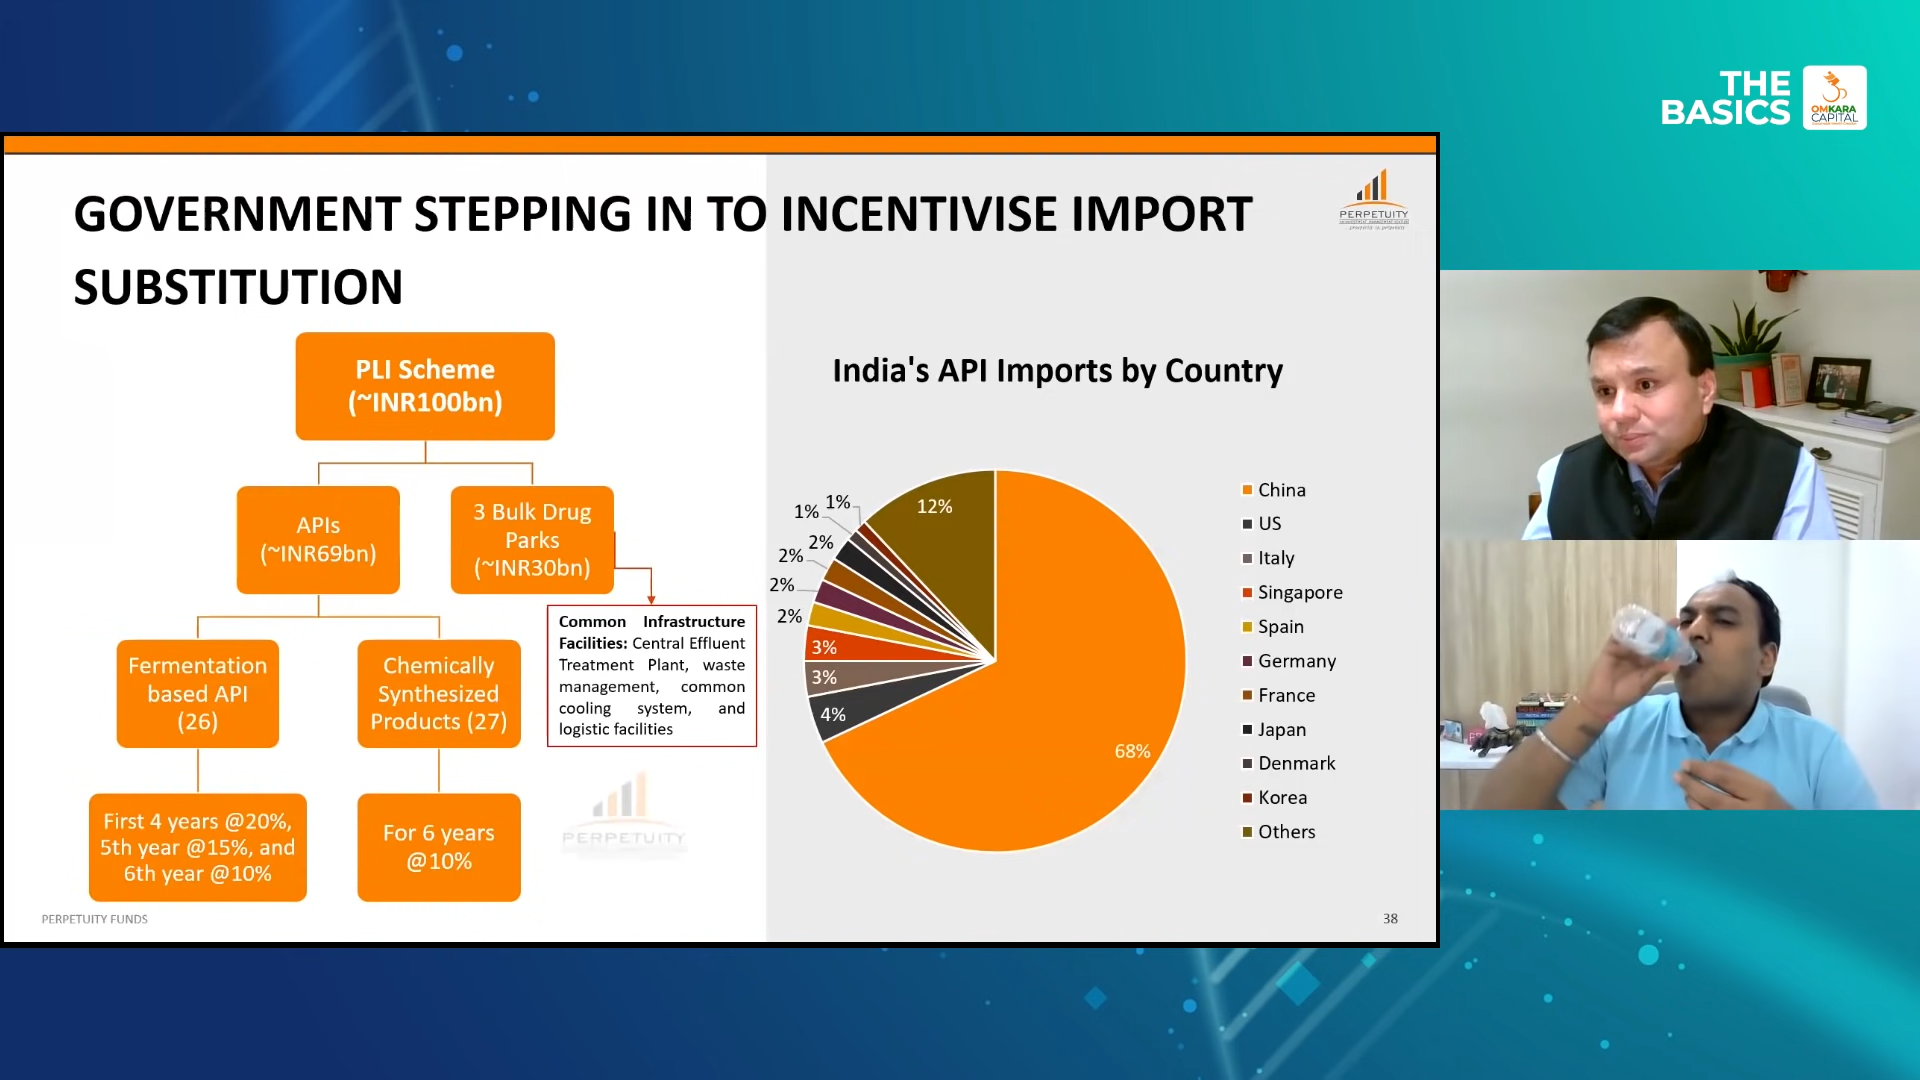 THE
BASICS
OMKARA
CAPITAL
GOVERNMENT STEPPING IN TO INCENTIVISE IMPORT
SUBSTITUTION
PERPETUITY
PLI Scheme
(~INR100bn)
APIs
(~INR69bn)
3 Bulk Drug
Parks
(~INR30bn)
Common Infrastructure
Facilities: Central Effluent
Treatment Plant, waste
management, common
cooling system, and
logistic facilities
Fermentation
based API
(26)
Chemically
Synthesized
Products (27)
First 4 years @20%,
5th year @15%, and
6th year @10%
For 6 years
@10%
PERPETUITY
India's API Imports by Country
12%
1%
1%
2%
2%
2%
2%
3%
3%
4%
68%
China
US
Italy
Singapore
Spain
Germany
France
Japan
Denmark
Korea
Others
PERPETUITY FUNDS
38